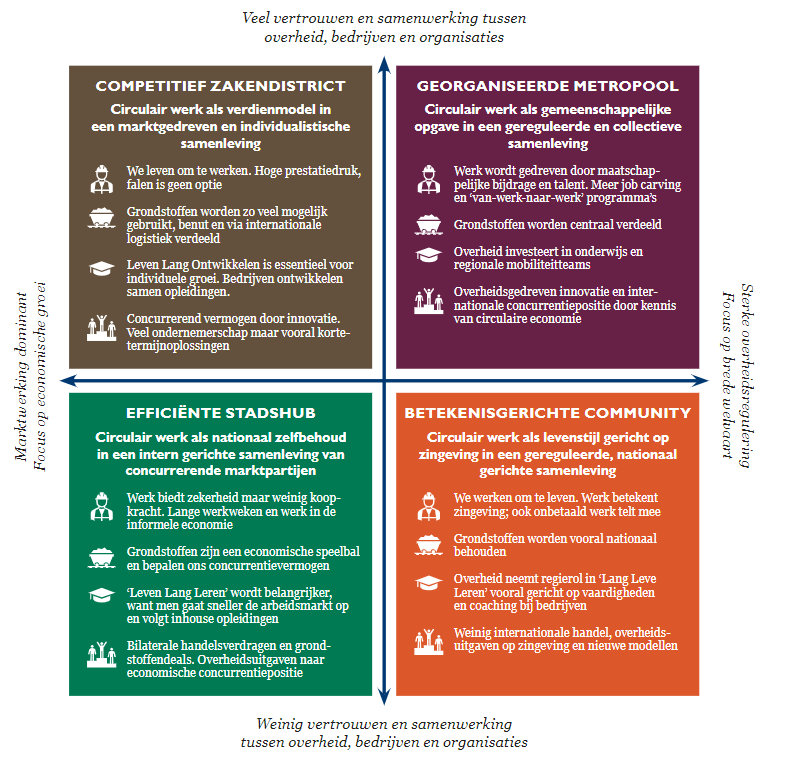 Veel vertrouwen en samenwerking tussen
overheid, bedrijven en organisaties
COMPETITIEF ZAKENDISTRICT
Circulair werk als verdienmodel in
een marktgedreven en individualistische
samenleving
We leven om te werken. Hoge prestatiedruk,
falen is geen optie
Grondstoffen worden zo veel mogelijk
gebruikt, benut en via internationale
logistiek verdeeld
Leven Lang Ontwikkelen is essentieel voor
individuele groei. Bedrijven ontwikkelen
samen opleidingen.
Concurrerend vermogen door innovatie.
Veel ondernemerschap maar vooral korte-
termijnoplossingen
GEORGANISEERDE METROPOOL
Circulair werk als gemeenschappelijke
opgave in een gereguleerde en collectieve
samenleving
Werk wordt gedreven door maatschap-
pelijke bijdrage en talent. Meer job carving
en ‘van-werk-naar-werk’ programma’s
Grondstoffen worden centraal verdeeld
Overheid investeert in onderwijs en
regionale mobiliteitteams
Overheidsgedreven innovatie en inter-
nationale concurrentiepositie door kennis
van circulaire economie
Marktwerking dominant
Focus op economische groei
Sterke overheidsregulering
Focus op brede welvaart
EFFICIËNTE STADSHUB
Circulair werk als nationaal zelfbehoud
in een intern gerichte samenleving van
concurrerende marktpartijen
Werk biedt zekerheid maar weinig koop-
kracht. Lange werkweken en werk in de
informele economie
Grondstoffen zijn een economische speelbal
en bepalen ons concurrentievermogen
‘Leven Lang Leren’ wordt belangrijker,
want men gaat sneller de arbeidsmarkt op
en volgt inhouse opleidingen
Bilaterale handelsverdragen en grond-
stoffendeals. Overheidsuitgaven naar
economische concurrentiepositie
BETEKENISGERICHTE COMMUNITY
Circulair werk als levenstijl gericht op
zingeving in een gereguleerde, nationaal
gerichte samenleving
We werken om te leven. Werk betekent
zingeving; ook onbetaald werk telt mee
Grondstoffen worden vooral nationaal
behouden
Overheid neemt regierol in ‘Lang Leve
Leren’ vooral gericht op vaardigheden
en coaching bij bedrijven
Weinig internationale handel, overheids-
uitgaven op zingeving en nieuwe modellen
Weinig vertrouwen en samenwerking
tussen overheid, bedrijven en organisaties